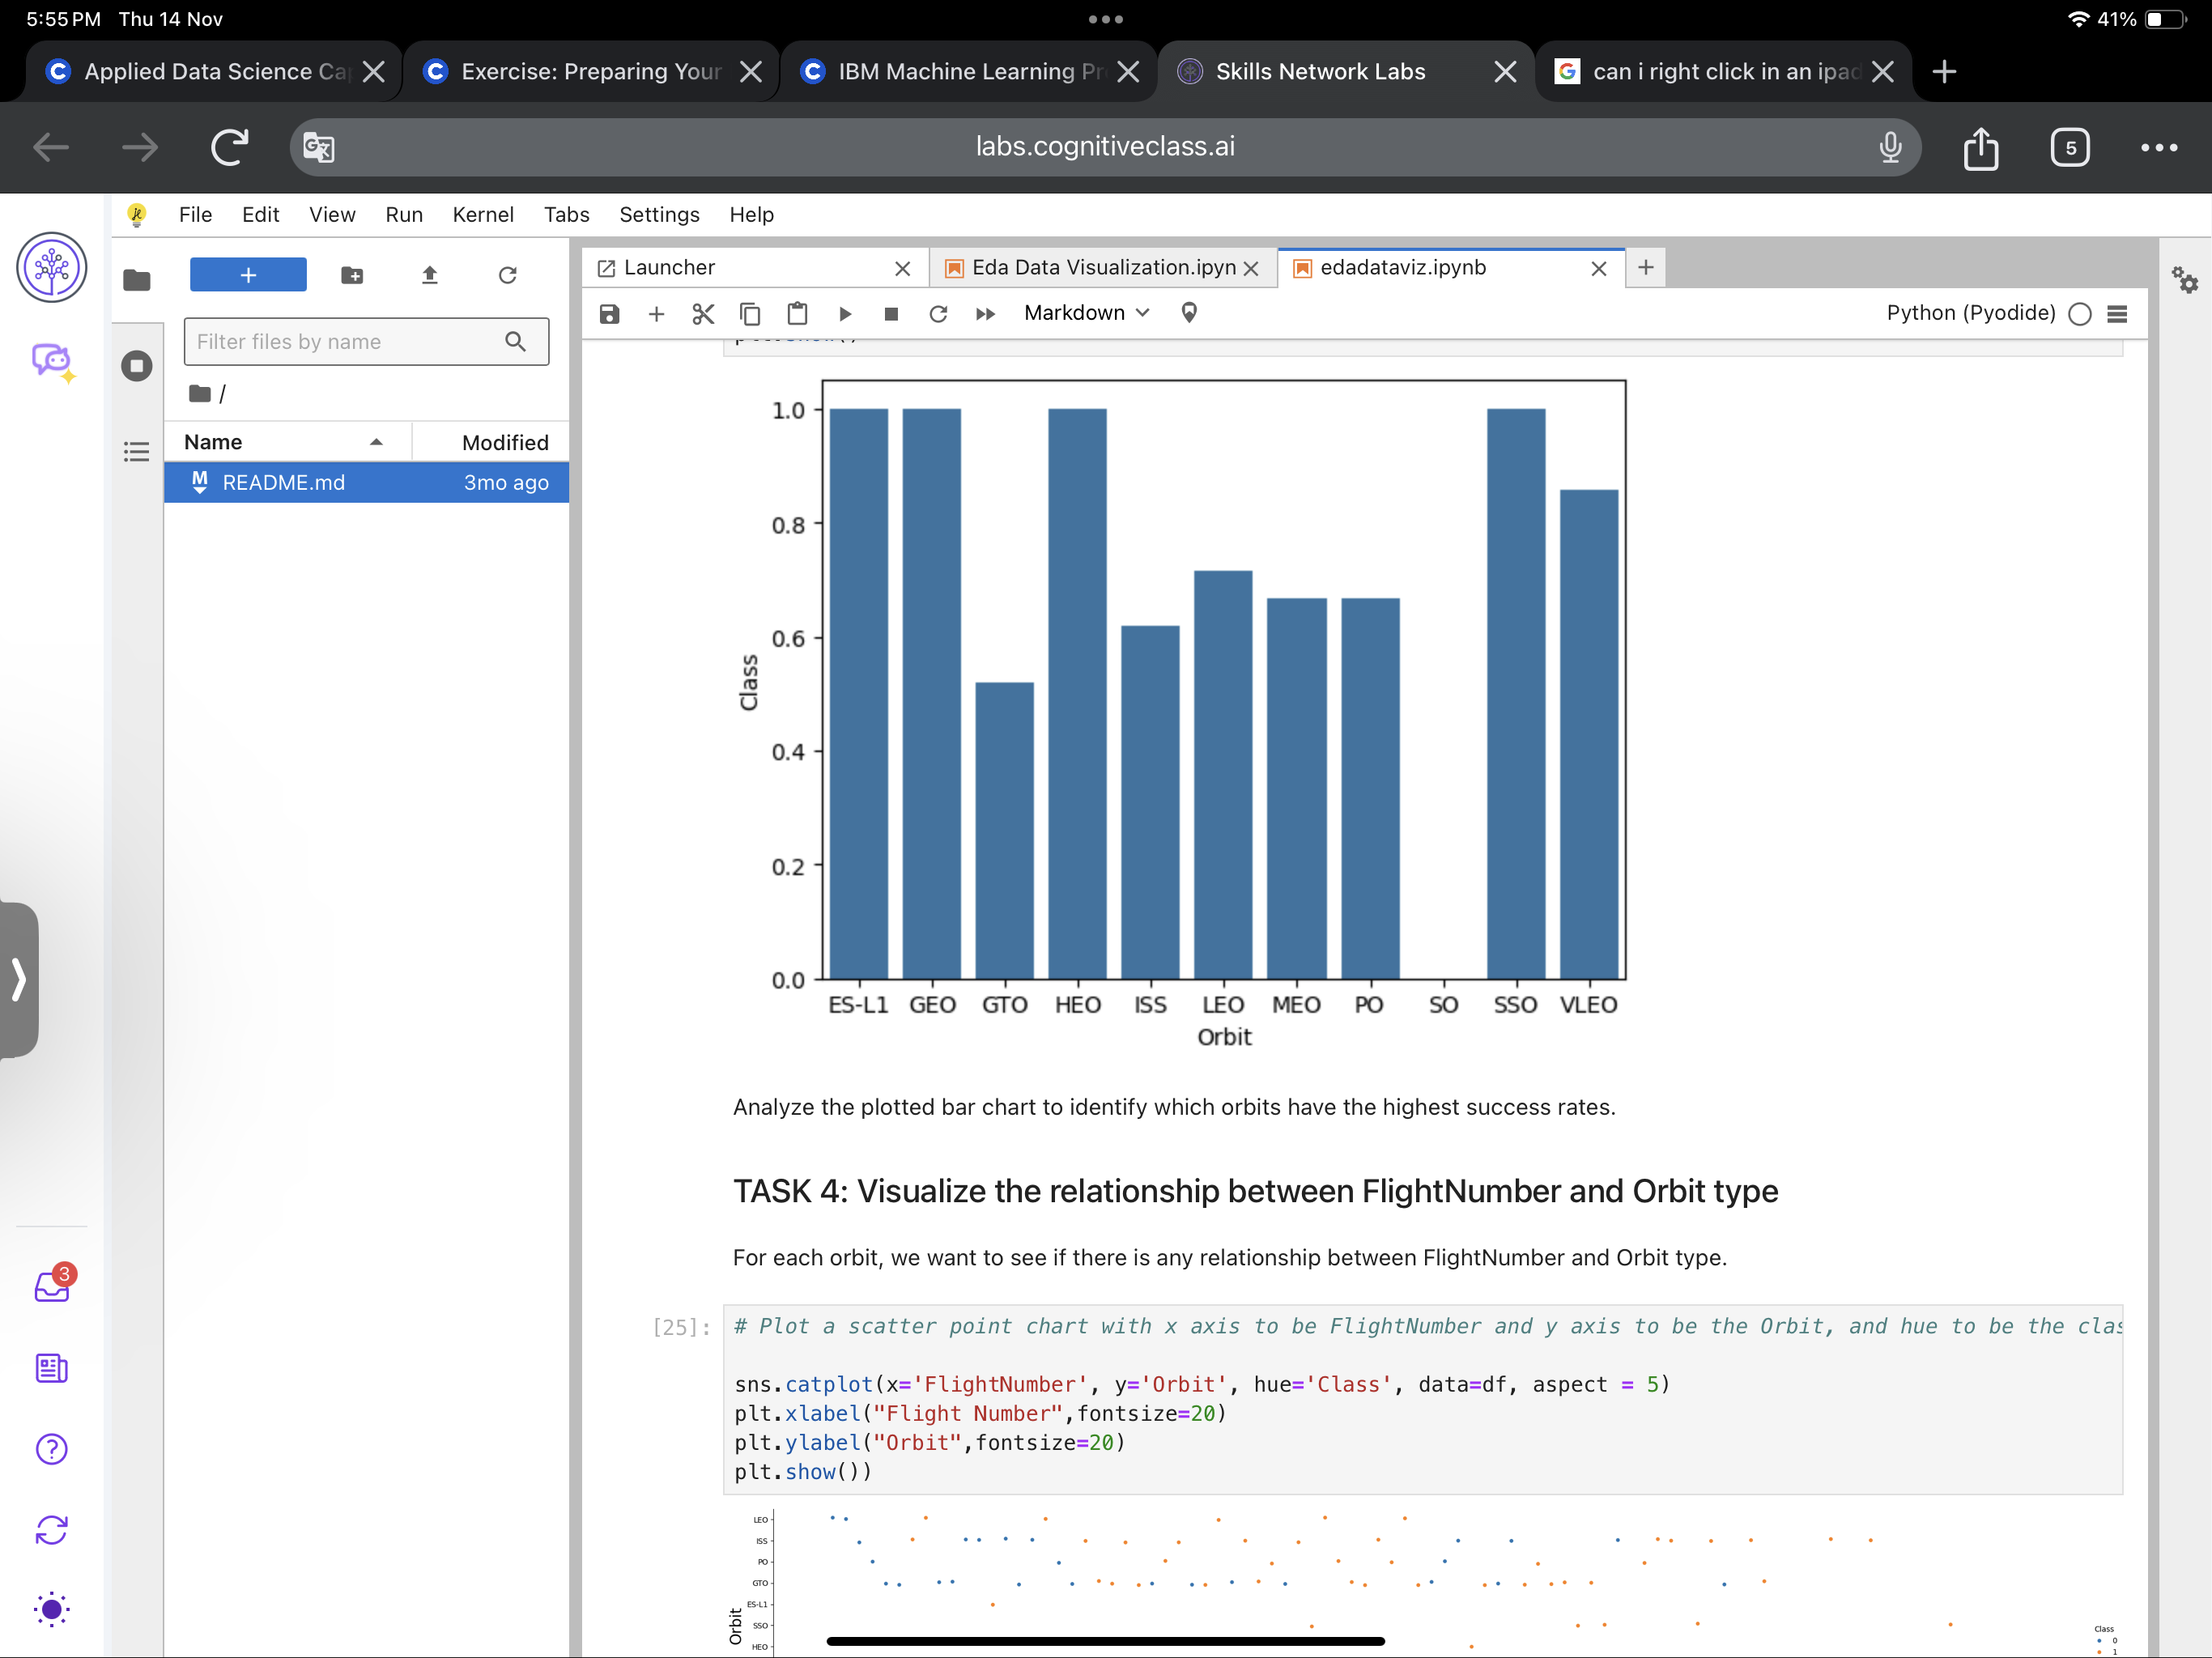 5:55 PM Thu 14 Nov
41%
Applied Data Science Ca
Exercise: Preparing Your
IBM Machine Learning Pr
Skills Network Labs
can i right click in an ipad
labs.cognitiveclass.ai
5
File Edit View Run Kernel Tabs Settings Help
Launcher
Eda Data Visualization.ipyn
edadataviz.ipynb
Markdown
Python (Pyodide)
Filter files by name
/
Name Modified
README.md 3mo ago
1.0
0.8
0.6
0.4
0.2
0.0
Class
ES-L1 GEO GTO HEO ISS LEO MEO PO SO SSO VLEO
Orbit
Analyze the plotted bar chart to identify which orbits have the highest success rates.
TASK 4: Visualize the relationship between FlightNumber and Orbit type
For each orbit, we want to see if there is any relationship between FlightNumber and Orbit type.
[25]:
# Plot a scatter point chart with x axis to be FlightNumber and y axis to be the Orbit, and hue to be the clas
sns.catplot(x='FlightNumber', y='Orbit', hue='Class', data=df, aspect = 5)
plt.xlabel("Flight Number",fontsize=20)
plt.ylabel("Orbit",fontsize=20)
plt.show())
LEO
ISS
PO
GTO
ES-L1
SSO
HEO
Orbit
Class
0
1
3